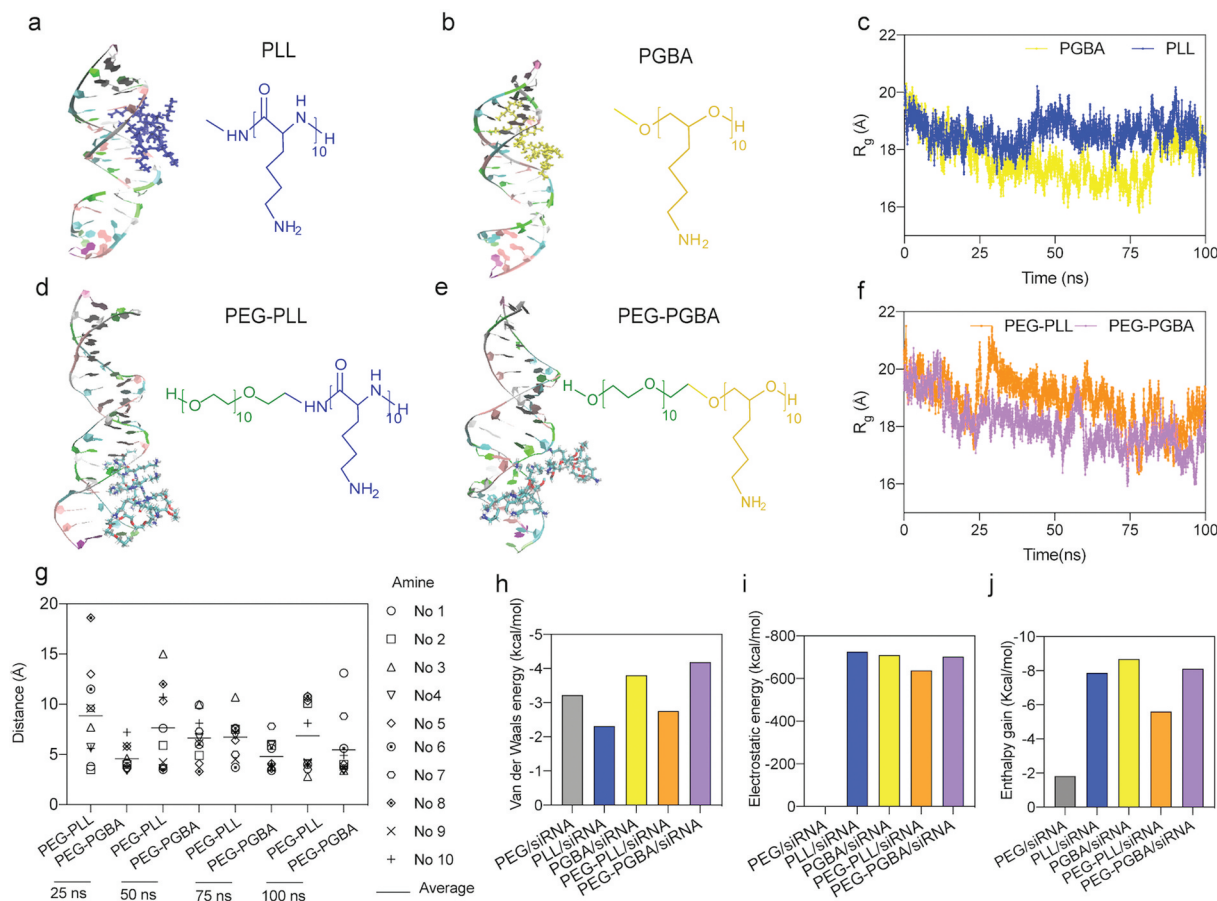 a
PLL
O
H
N
HN
H
10
NH2
b
PGBA
O
O
H
10
NH2
c
PGBA PLL
22
20
18
16
Rg (A)
0 25 50 75 100
Time (ns)
d
PEG-PLL
H
O
O
10
HN
O
H
N
H
10
NH2
e
PEG-PGBA
H
O
O
10
O
O
H
10
NH2
f
PEG-PLL PEG-PGBA
22
20
18
16
Rg (A)
0 25 50 75 100
Time(ns)
g
Distance (Å)
20
15
10
5
0
PEG-PLL
PEG-PGBA
PEG-PLL
PEG-PGBA
PEG-PLL
PEG-PGBA
PEG-PLL
PEG-PGBA
25 ns 50 ns 75 ns 100 ns
Amine
No 1
No 2
No 3
No4
No 5
No 6
No 7
No 8
No 9
No 10
Average
h
Van der Waals energy (kcal/mol)
-5
-4
-3
-2
-1
0
PEG/siRNA
PLL/siRNA
PGBA/siRNA
PEG-PLL/siRNA
PEG-PGBA/siRNA
i
Electrostatic energy (kcal/mol)
-800
-600
-400
-200
0
PEG/siRNA
PLL/siRNA
PGBA/siRNA
PEG-PLL/siRNA
PEG-PGBA/siRNA
j
Enthalpy gain (Kcal/mol)
-10
-8
-6
-4
-2
0
PEG/siRNA
PLL/siRNA
PGBA/siRNA
PEG-PLL/siRNA
PEG-PGBA/siRNA